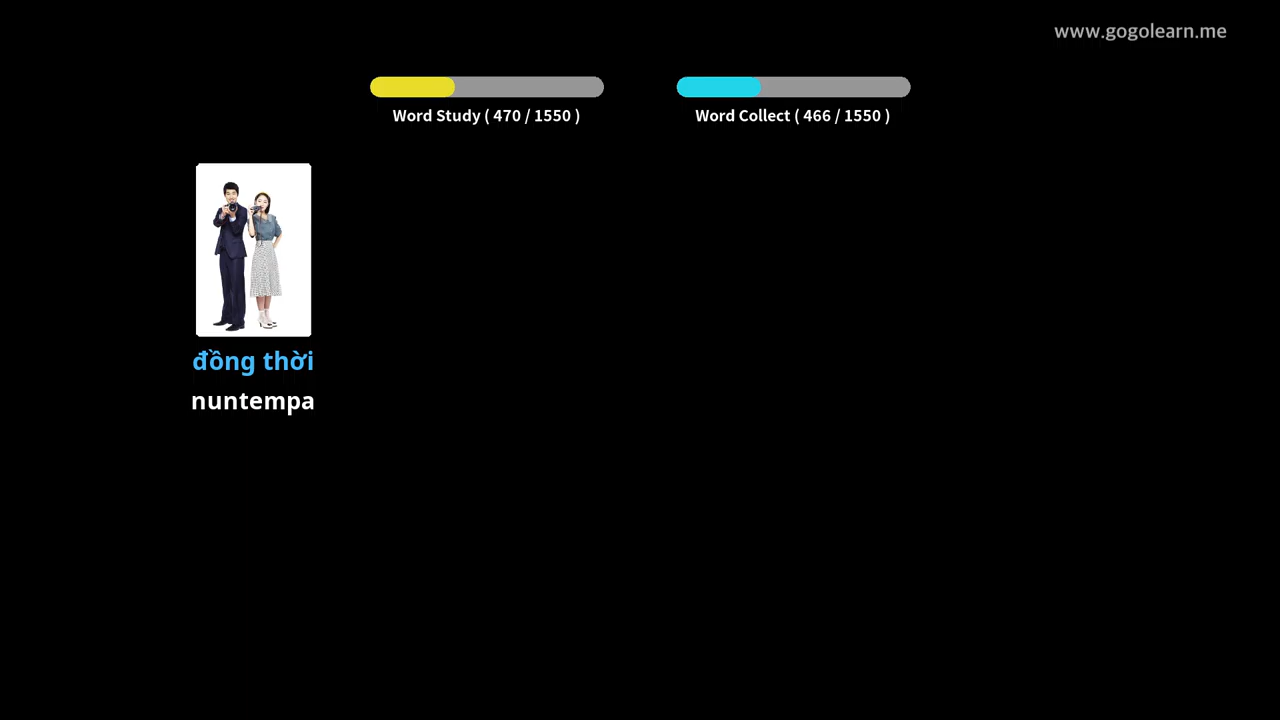 www.gogolearn.me
Word Study ( 470 / 1550 )
Word Collect ( 466 / 1550 )
đồng thời
nuntempa